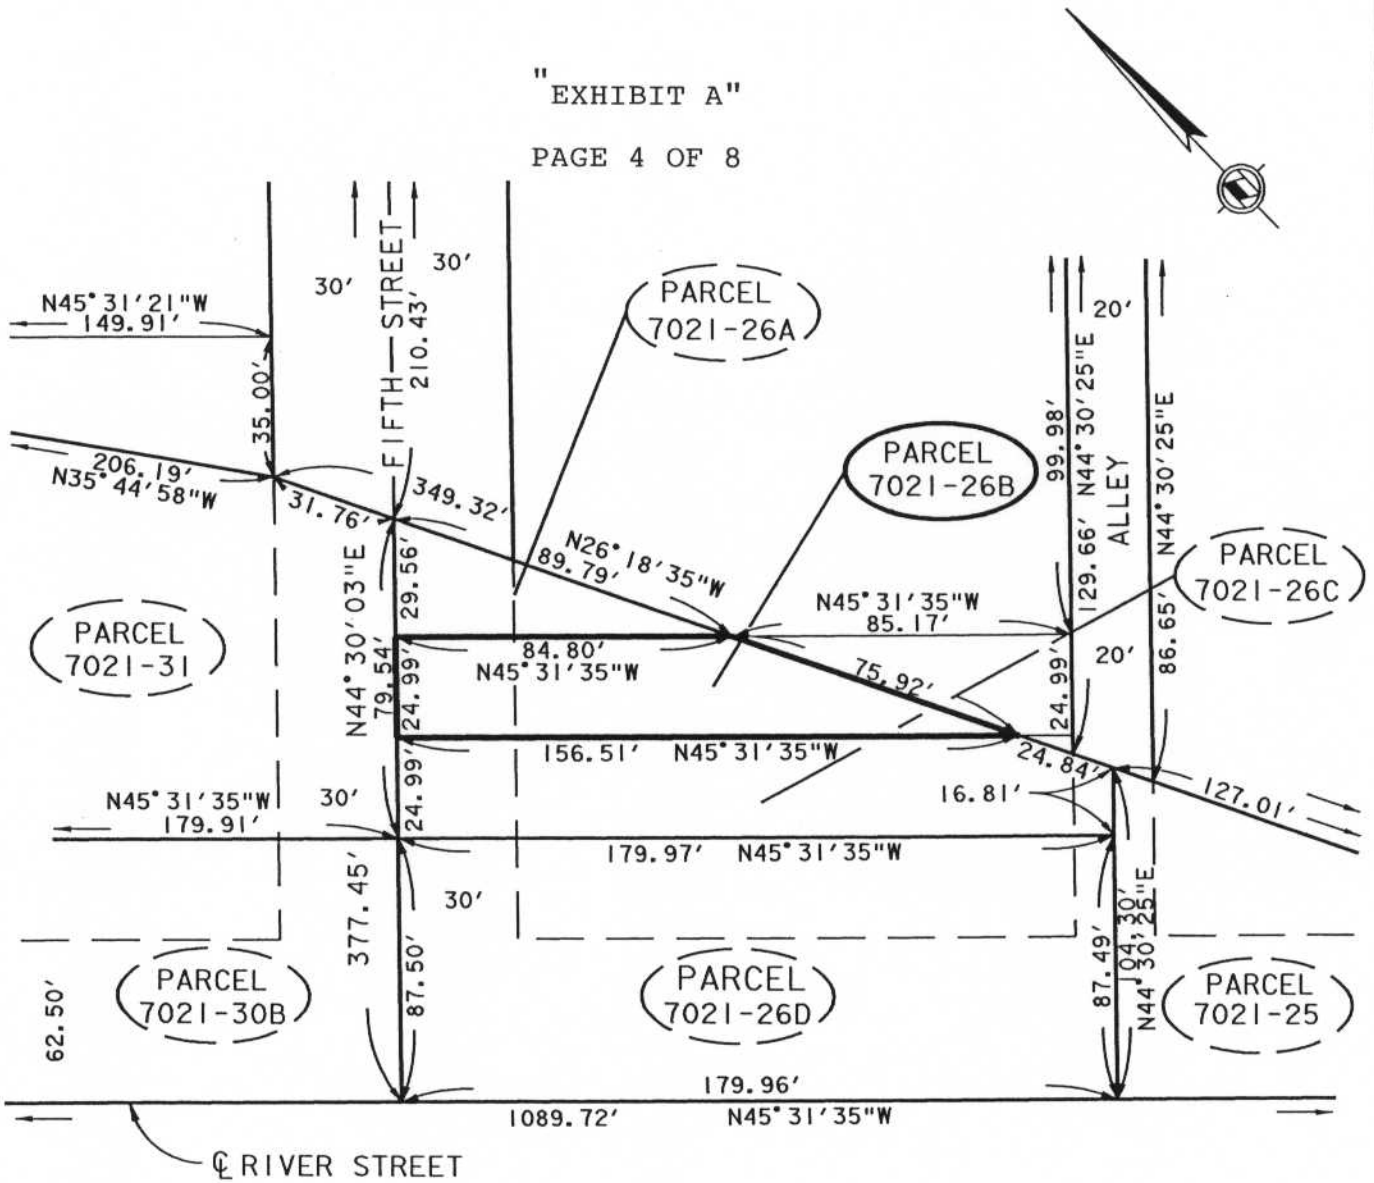 "EXHIBIT A"
PAGE 4 OF 8
N45°31'21"W
149.91'
35.00'
206.19'
N35°44'58"W
30'
FIFTH STREET
210.43'
30'
PARCEL
7021-26A
PARCEL
7021-26B
20'
99.98'
129.66' N44°30'25"E
ALLEY
N44°30'25"E
86.65'
PARCEL
7021-26C
31.76'
349.32'
N26°18'35"W
89.79'
N44°30'03"E
79.54'
29.56'
PARCEL
7021-31
84.80'
N45°31'35"W
N45°31'35"W
85.17'
75.92'
20'
24.99'
24.99'
156.51' N45°31'35"W
24.84'
127.01'
24.99'
16.81'
N45°31'35"W
179.91'
30'
179.97' N45°31'35"W
30'
377.45'
87.50'
87.49'
104.30'
N44°30'25"E
62.50'
PARCEL
7021-30B
PARCEL
7021-26D
PARCEL
7021-25
179.96'
1089.72' N45°31'35"W
℄ RIVER STREET